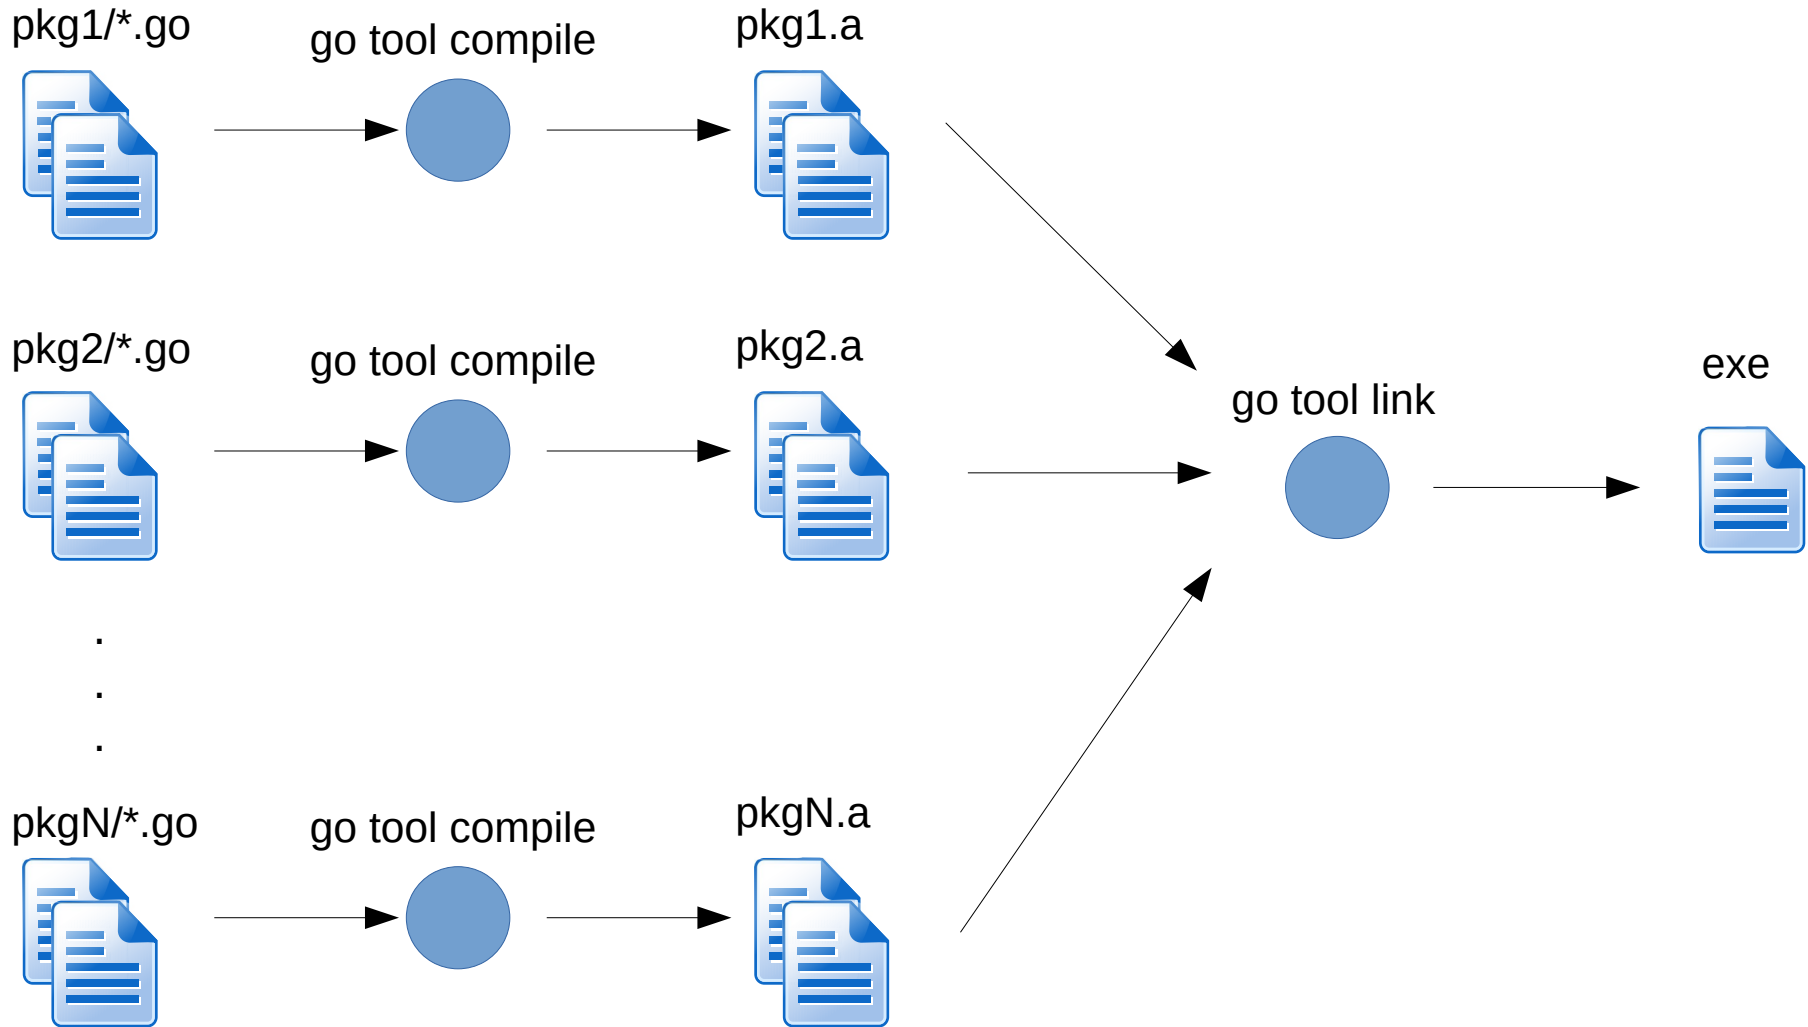 pkg1/*.go
go tool compile
pkg1.a
pkg2/*.go
go tool compile
pkg2.a
go tool link
exe
.
.
.
pkgN/*.go
go tool compile
pkgN.a